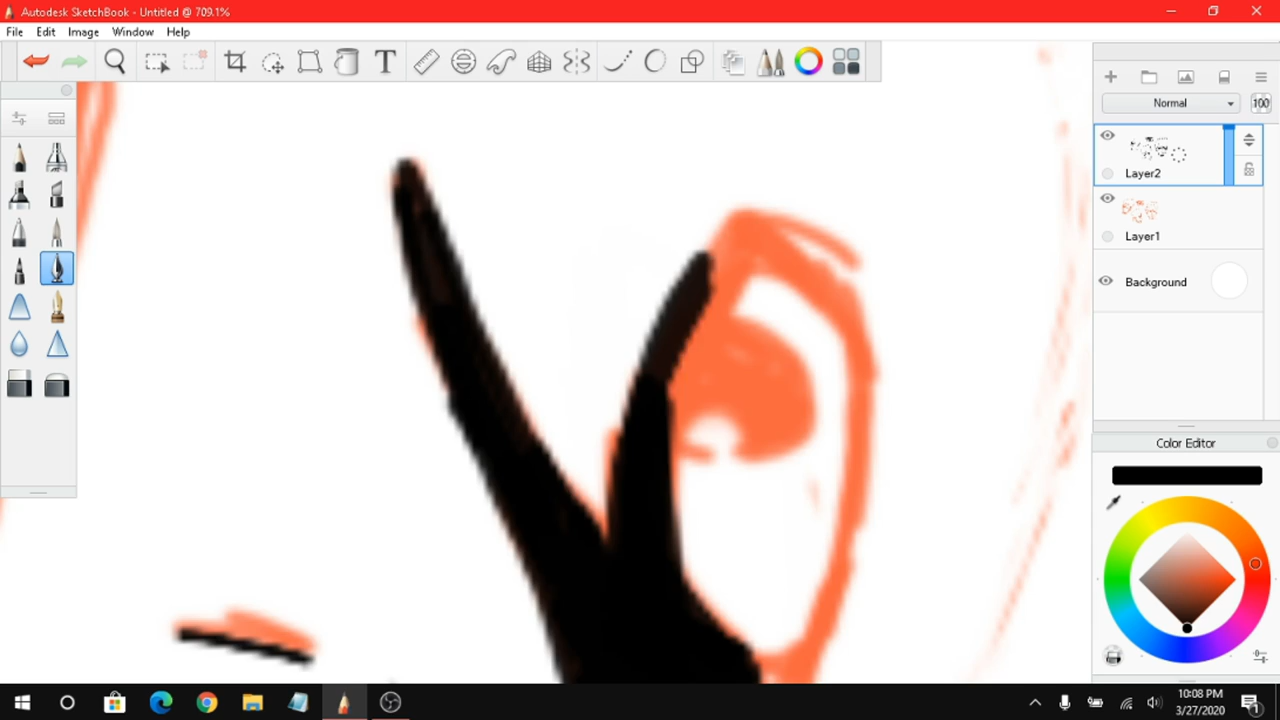 Autodesk SketchBook - Untitled @ 709.1%
File Edit Image Window Help
T
Normal 100
Layer2
Layer1
Background
Color Editor
10:08 PM
3/27/2020
1